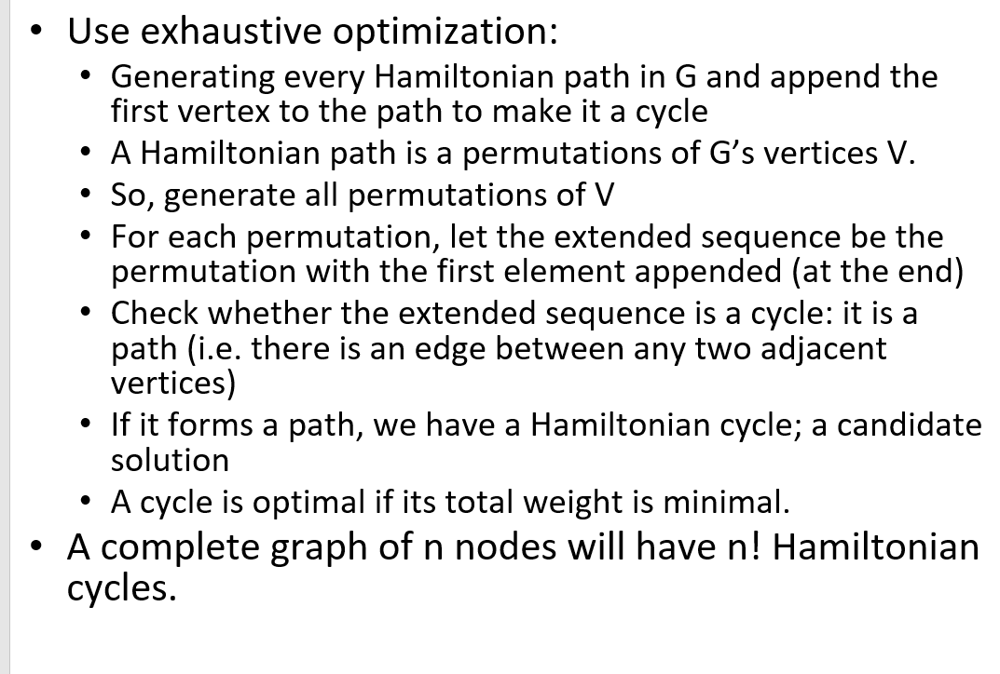 • Use exhaustive optimization:
• Generating every Hamiltonian path in G and append the
first vertex to the path to make it a cycle
• A Hamiltonian path is a permutations of G’s vertices V.
• So, generate all permutations of V
• For each permutation, let the extended sequence be the
permutation with the first element appended (at the end)
• Check whether the extended sequence is a cycle: it is a
path (i.e. there is an edge between any two adjacent
vertices)
• If it forms a path, we have a Hamiltonian cycle; a candidate
solution
• A cycle is optimal if its total weight is minimal.
• A complete graph of n nodes will have n! Hamiltonian
cycles.